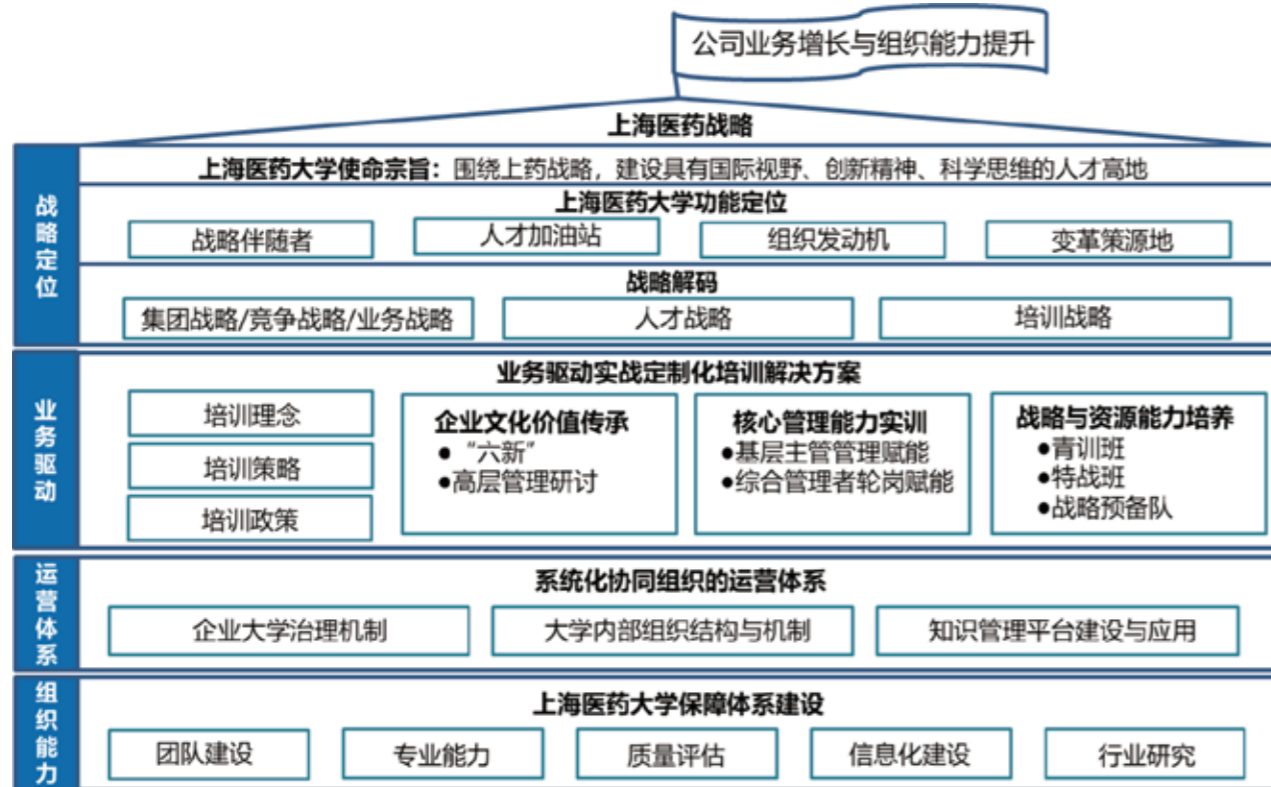 公司业务增长与组织能力提升
上海医药战略
战略定位
上海医药大学使命宗旨：围绕上药战略，建设具有国际视野、创新精神、科学思维的人才高地
上海医药大学功能定位
战略伴随者
人才加油站
组织发动机
变革策源地
战略解码
集团战略/竞争战略/业务战略
人才战略
培训战略
业务驱动
业务驱动实战定制化培训解决方案
培训理念
培训策略
培训政策
企业文化价值传承
●“六新”
●高层管理研讨
核心管理能力实训
●基层主管管理赋能
●综合管理者轮岗赋能
战略与资源能力培养
●青训班
●特战班
●战略预备队
运营体系
系统化协同组织的运营体系
企业大学治理机制
大学内部组织结构与机制
知识管理平台建设与应用
组织能力
上海医药大学保障体系建设
团队建设
专业能力
质量评估
信息化建设
行业研究